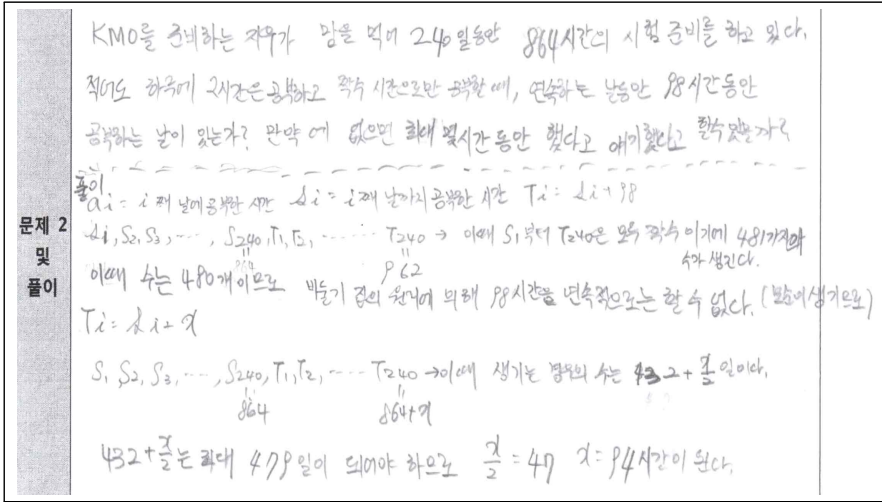 KMO를 준비하는 지우가 맘을 먹어 240일동안 864시간의 시험 준비를 하고 있다.
적어도 하루에 2시간은 공부하고 짝수 시간으로만 공부할 때, 연속하는 날동안 98시간동안
공부하는 날이 있는가? 만약에 없으면 최대 몇시간동안 했다고 얘기했다고 할수있을까?
풀이
ai = i째 날에 공부한 시간 Si = i째 날까지 공부한 시간 Ti = Si + 98
S1, S2, S3, ···, S240, T1, T2, ······ T240 → 이때 S1부터 T240은 모두 짝수 이기에 481가지의 수가 생긴다.
864
962
문제 2
및
풀이
이때 수는 480개 이므로 비둘기 집의 원리에 의해 98시간을 연속적으로는 할 수 없다. (모순이 생기므로)
Ti = Si + x
S1, S2, S3, ···, S240, T1, T2, ···· T240 → 이때 생기는 경우의 수는 432 + x/2 일이다.
864
864+x
432 + x/2는 최대 479일이 되어야 하므로 x/2 = 47 x = 94시간이 된다.